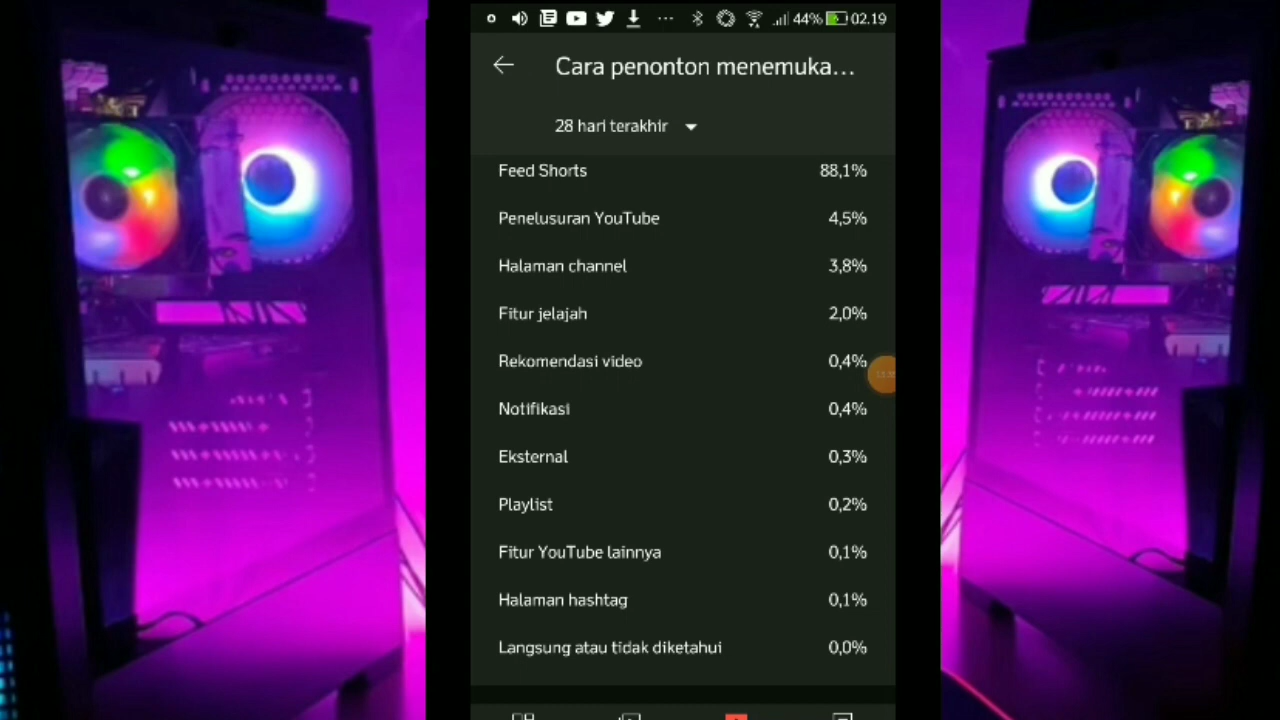 44% 02.19
Cara penonton menemuka...
28 hari terakhir
Feed Shorts 88,1%
Penelusuran YouTube 4,5%
Halaman channel 3,8%
Fitur jelajah 2,0%
Rekomendasi video 0,4%
Notifikasi 0,4%
Eksternal 0,3%
Playlist 0,2%
Fitur YouTube lainnya 0,1%
Halaman hashtag 0,1%
Langsung atau tidak diketahui 0,0%